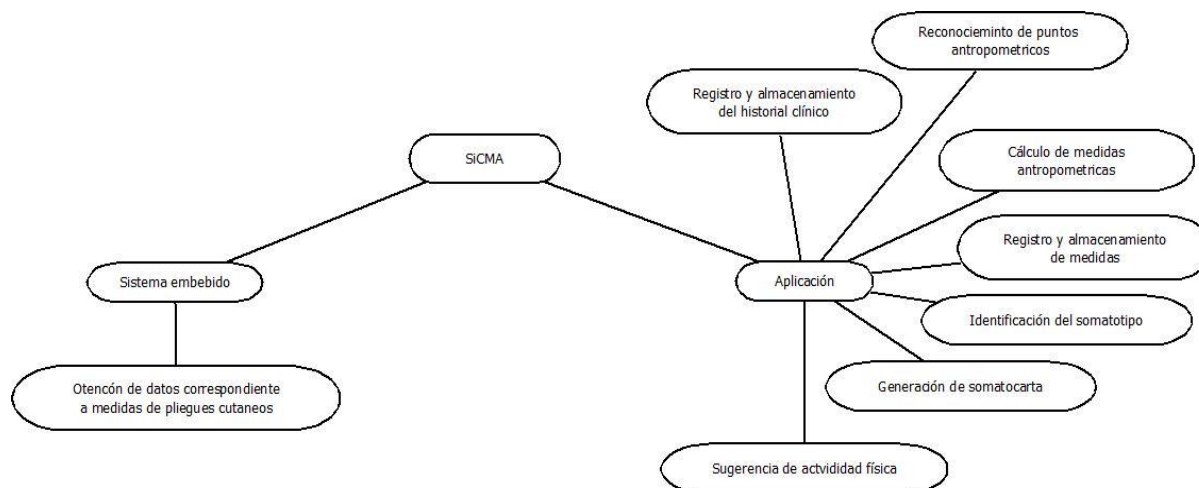 Reconocieminto de puntos
antropometricos
Registro y almacenamiento
del historial clínico
SiCMA
Cálculo de medidas
antropometricas
Registro y almacenamiento
de medidas
Sistema embebido
Aplicación
Identificación del somatotipo
Otencón de datos correspondiente
a medidas de pliegues cutaneos
Generación de somatocarta
Sugerencia de actvididad física